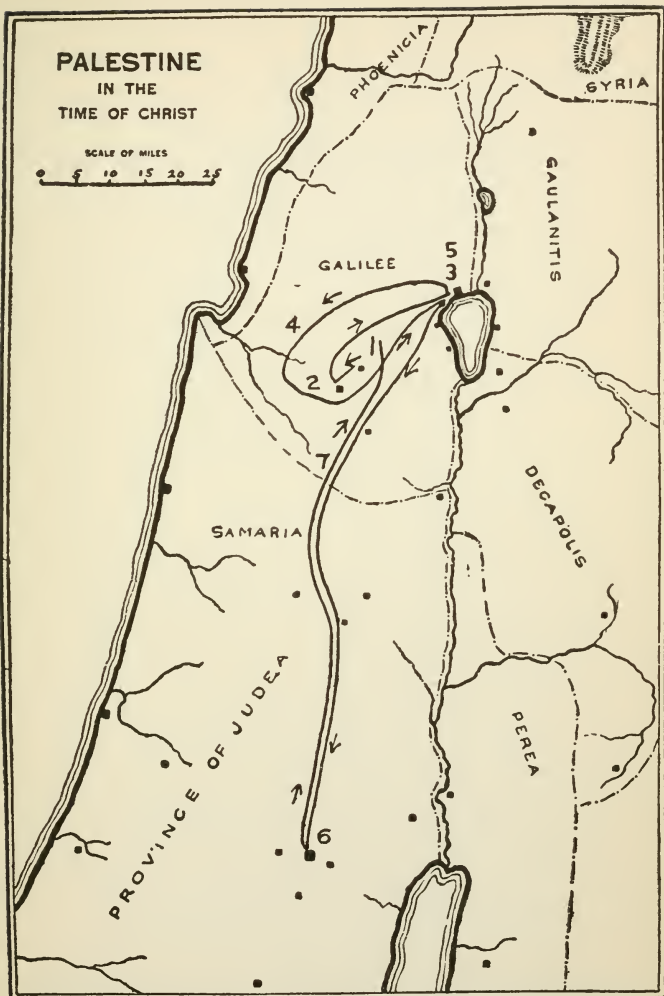 PALESTINE
IN THE
TIME OF CHRIST
SCALE OF MILES
0 5 10 15 20 25
PHOENICIA
SYRIA
GAULANITIS
GALILEE
5
3
4
1
2
7
SAMARIA
DECAPOLIS
PROVINCE OF JUDEA
PEREA
6